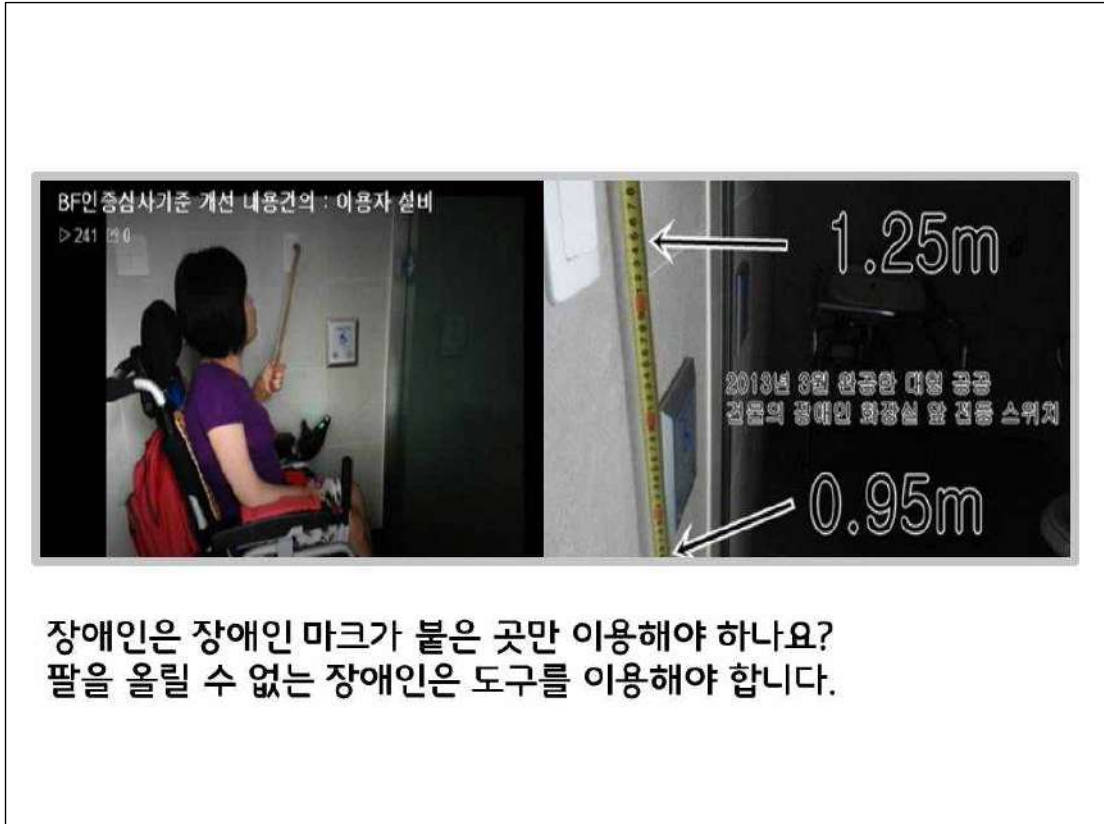 BF인증심사기준 개선 내용건의 : 이용자 설비
▷241 댓0
1.25m
2013년 3월 완공한 대형 공공
건물의 장애인 화장실 앞 전등 스위치
0.95m
장애인은 장애인 마크가 붙은 곳만 이용해야 하나요?
팔을 올릴 수 없는 장애인은 도구를 이용해야 합니다.